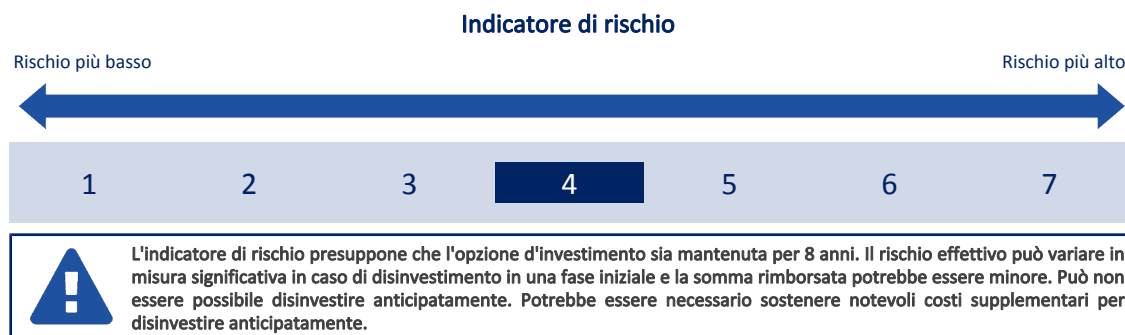 Indicatore di rischio
Rischio più basso
Rischio più alto
1 2 3 4 5 6 7
L'indicatore di rischio presuppone che l'opzione d'investimento sia mantenuta per 8 anni. Il rischio effettivo può variare in
misura significativa in caso di disinvestimento in una fase iniziale e la somma rimborsata potrebbe essere minore. Può non
essere possibile disinvestire anticipatamente. Potrebbe essere necessario sostenere notevoli costi supplementari per
disinvestire anticipatamente.